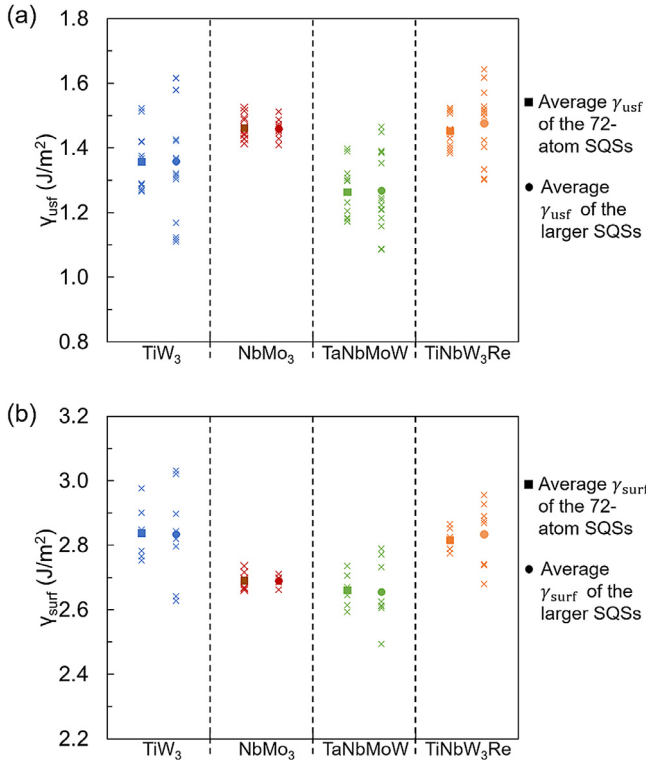 (a)
1.8
1.6
1.4
1.2
1.0
0.8
γusf (J/m²)
TiW₃
NbMo₃
TaNbMoW
TiNbW₃Re
Average γusf
of the 72-
atom SQSs
Average
γusf of the
larger SQSs
(b)
3.2
3.0
2.8
2.6
2.4
2.2
γsurf (J/m²)
TiW₃
NbMo₃
TaNbMoW
TiNbW₃Re
Average γsurf
of the 72-
atom SQSs
Average
γsurf of the
larger SQSs